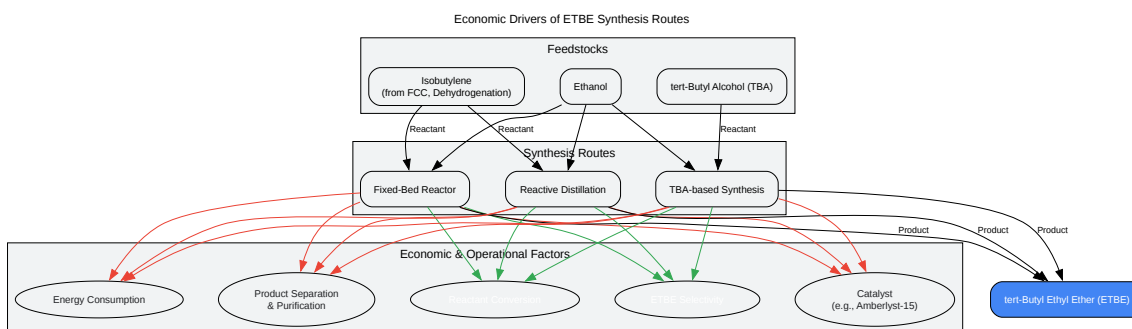 Economic Drivers of ETBE Synthesis Routes
Feedstocks
Isobutylene
(from FCC, Dehydrogenation)
Ethanol
tert-Butyl Alcohol (TBA)
Reactant
Reactant
Reactant
Synthesis Routes
Fixed-Bed Reactor
Reactive Distillation
TBA-based Synthesis
Product
Product
Product
Economic & Operational Factors
Energy Consumption
Product Separation
& Purification
Reactant Conversion
ETBE Selectivity
Catalyst
(e.g., Amberlyst-15)
tert-Butyl Ethyl Ether (ETBE)